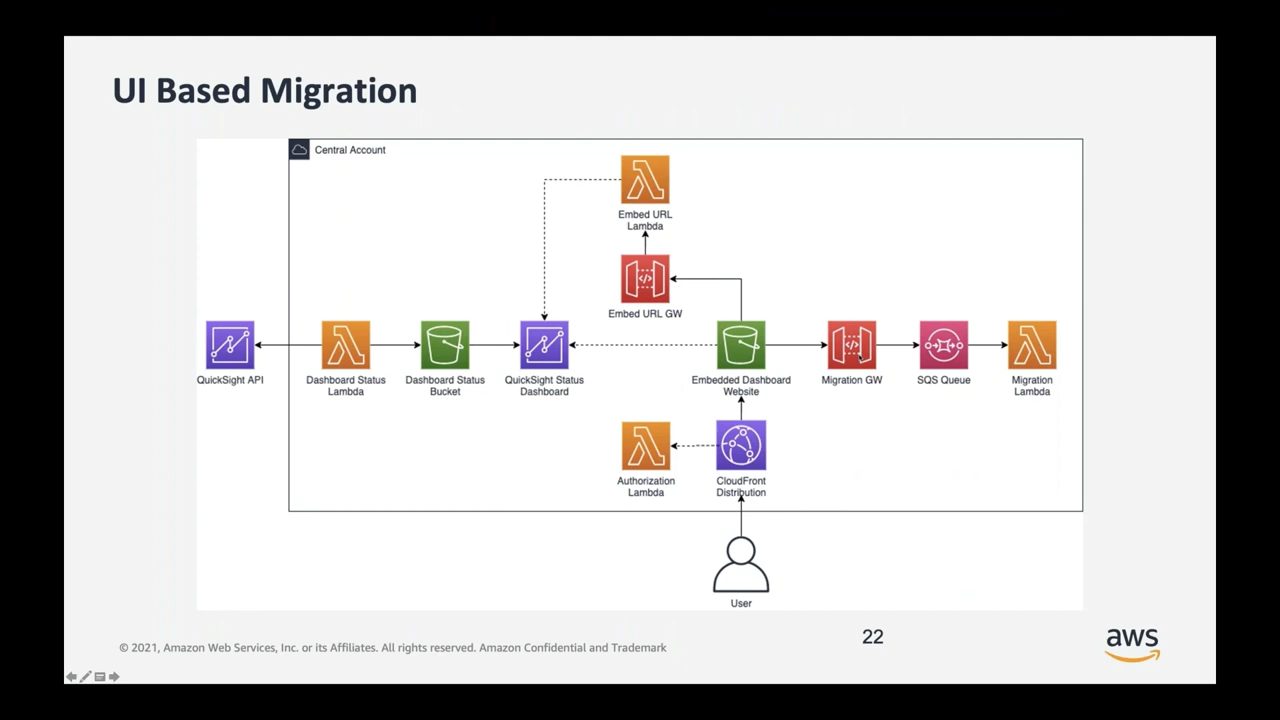 UI Based Migration
Central Account
Embed URL
Lambda
Embed URL GW
QuickSight API
Dashboard Status
Lambda
Dashboard Status
Bucket
QuickSight Status
Dashboard
Embedded Dashboard
Website
Migration GW
SQS Queue
Migration
Lambda
Authorization
Lambda
CloudFront
Distribution
User
© 2021, Amazon Web Services, Inc. or its Affiliates. All rights reserved. Amazon Confidential and Trademark
22
aws